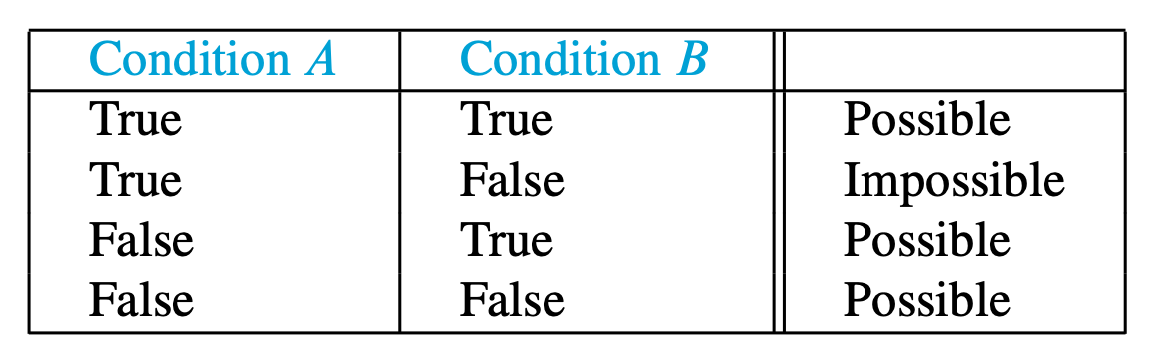 Condition A Condition B
True True Possible
True False Impossible
False True Possible
False False Possible